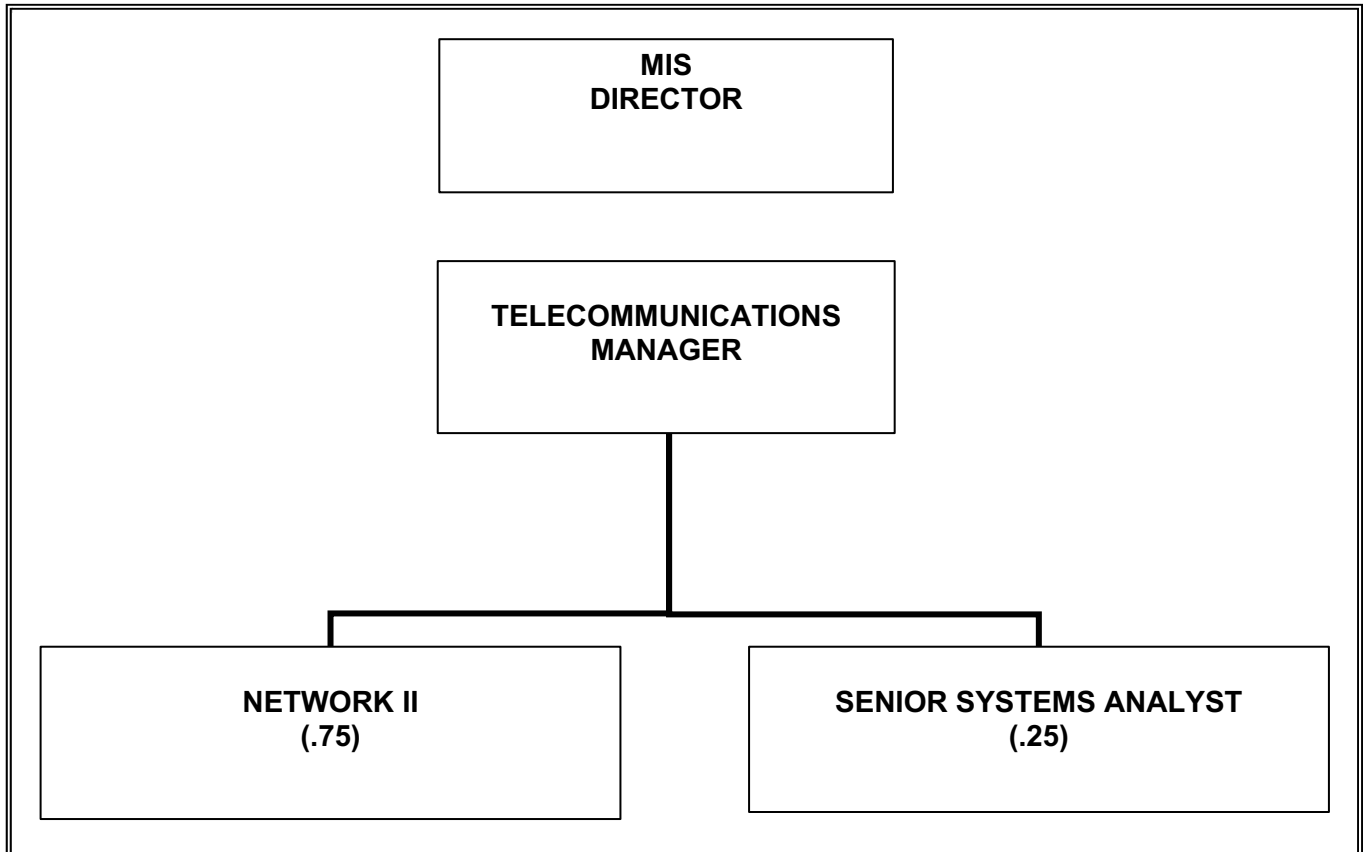 MIS
DIRECTOR
TELECOMMUNICATIONS
MANAGER
NETWORK II
(.75)
SENIOR SYSTEMS ANALYST
(.25)